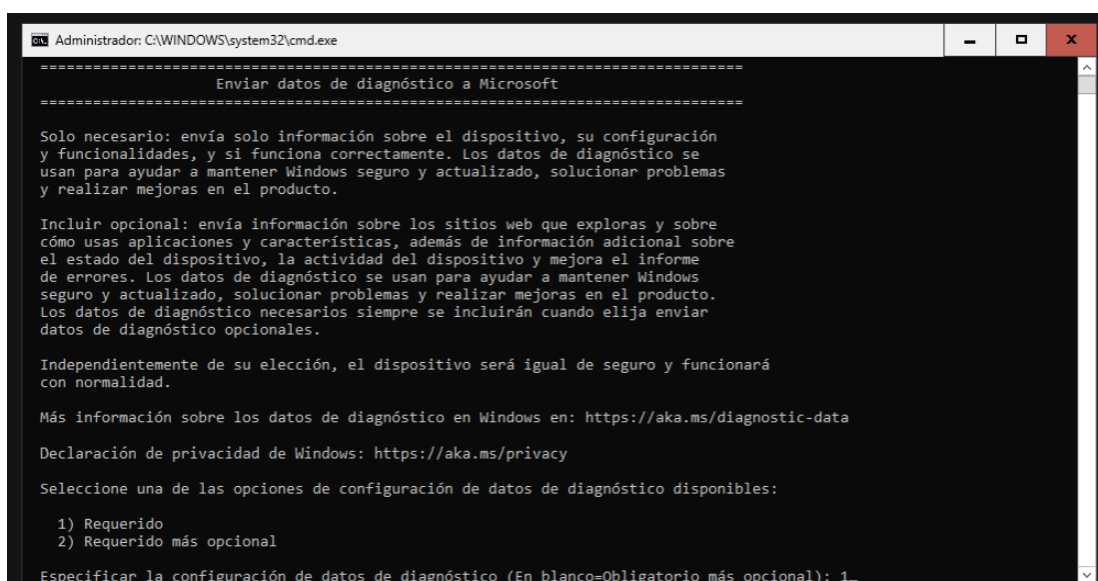 Administrador: C:\WINDOWS\system32\cmd.exe
================================================================================
Enviar datos de diagnóstico a Microsoft
================================================================================
Solo necesario: envía solo información sobre el dispositivo, su configuración
y funcionalidades, y si funciona correctamente. Los datos de diagnóstico se
usan para ayudar a mantener Windows seguro y actualizado, solucionar problemas
y realizar mejoras en el producto.
Incluir opcional: envía información sobre los sitios web que exploras y sobre
cómo usas aplicaciones y características, además de información adicional sobre
el estado del dispositivo, la actividad del dispositivo y mejora el informe
de errores. Los datos de diagnóstico se usan para ayudar a mantener Windows
seguro y actualizado, solucionar problemas y realizar mejoras en el producto.
Los datos de diagnóstico necesarios siempre se incluirán cuando elija enviar
datos de diagnóstico opcionales.
Independientemente de su elección, el dispositivo será igual de seguro y funcionará
con normalidad.
Más información sobre los datos de diagnóstico en Windows en: https://aka.ms/diagnostic-data
Declaración de privacidad de Windows: https://aka.ms/privacy
Seleccione una de las opciones de configuración de datos de diagnóstico disponibles:
1) Requerido
2) Requerido más opcional
Especificar la configuración de datos de diagnóstico (En blanco=Obligatorio más opcional): 1_